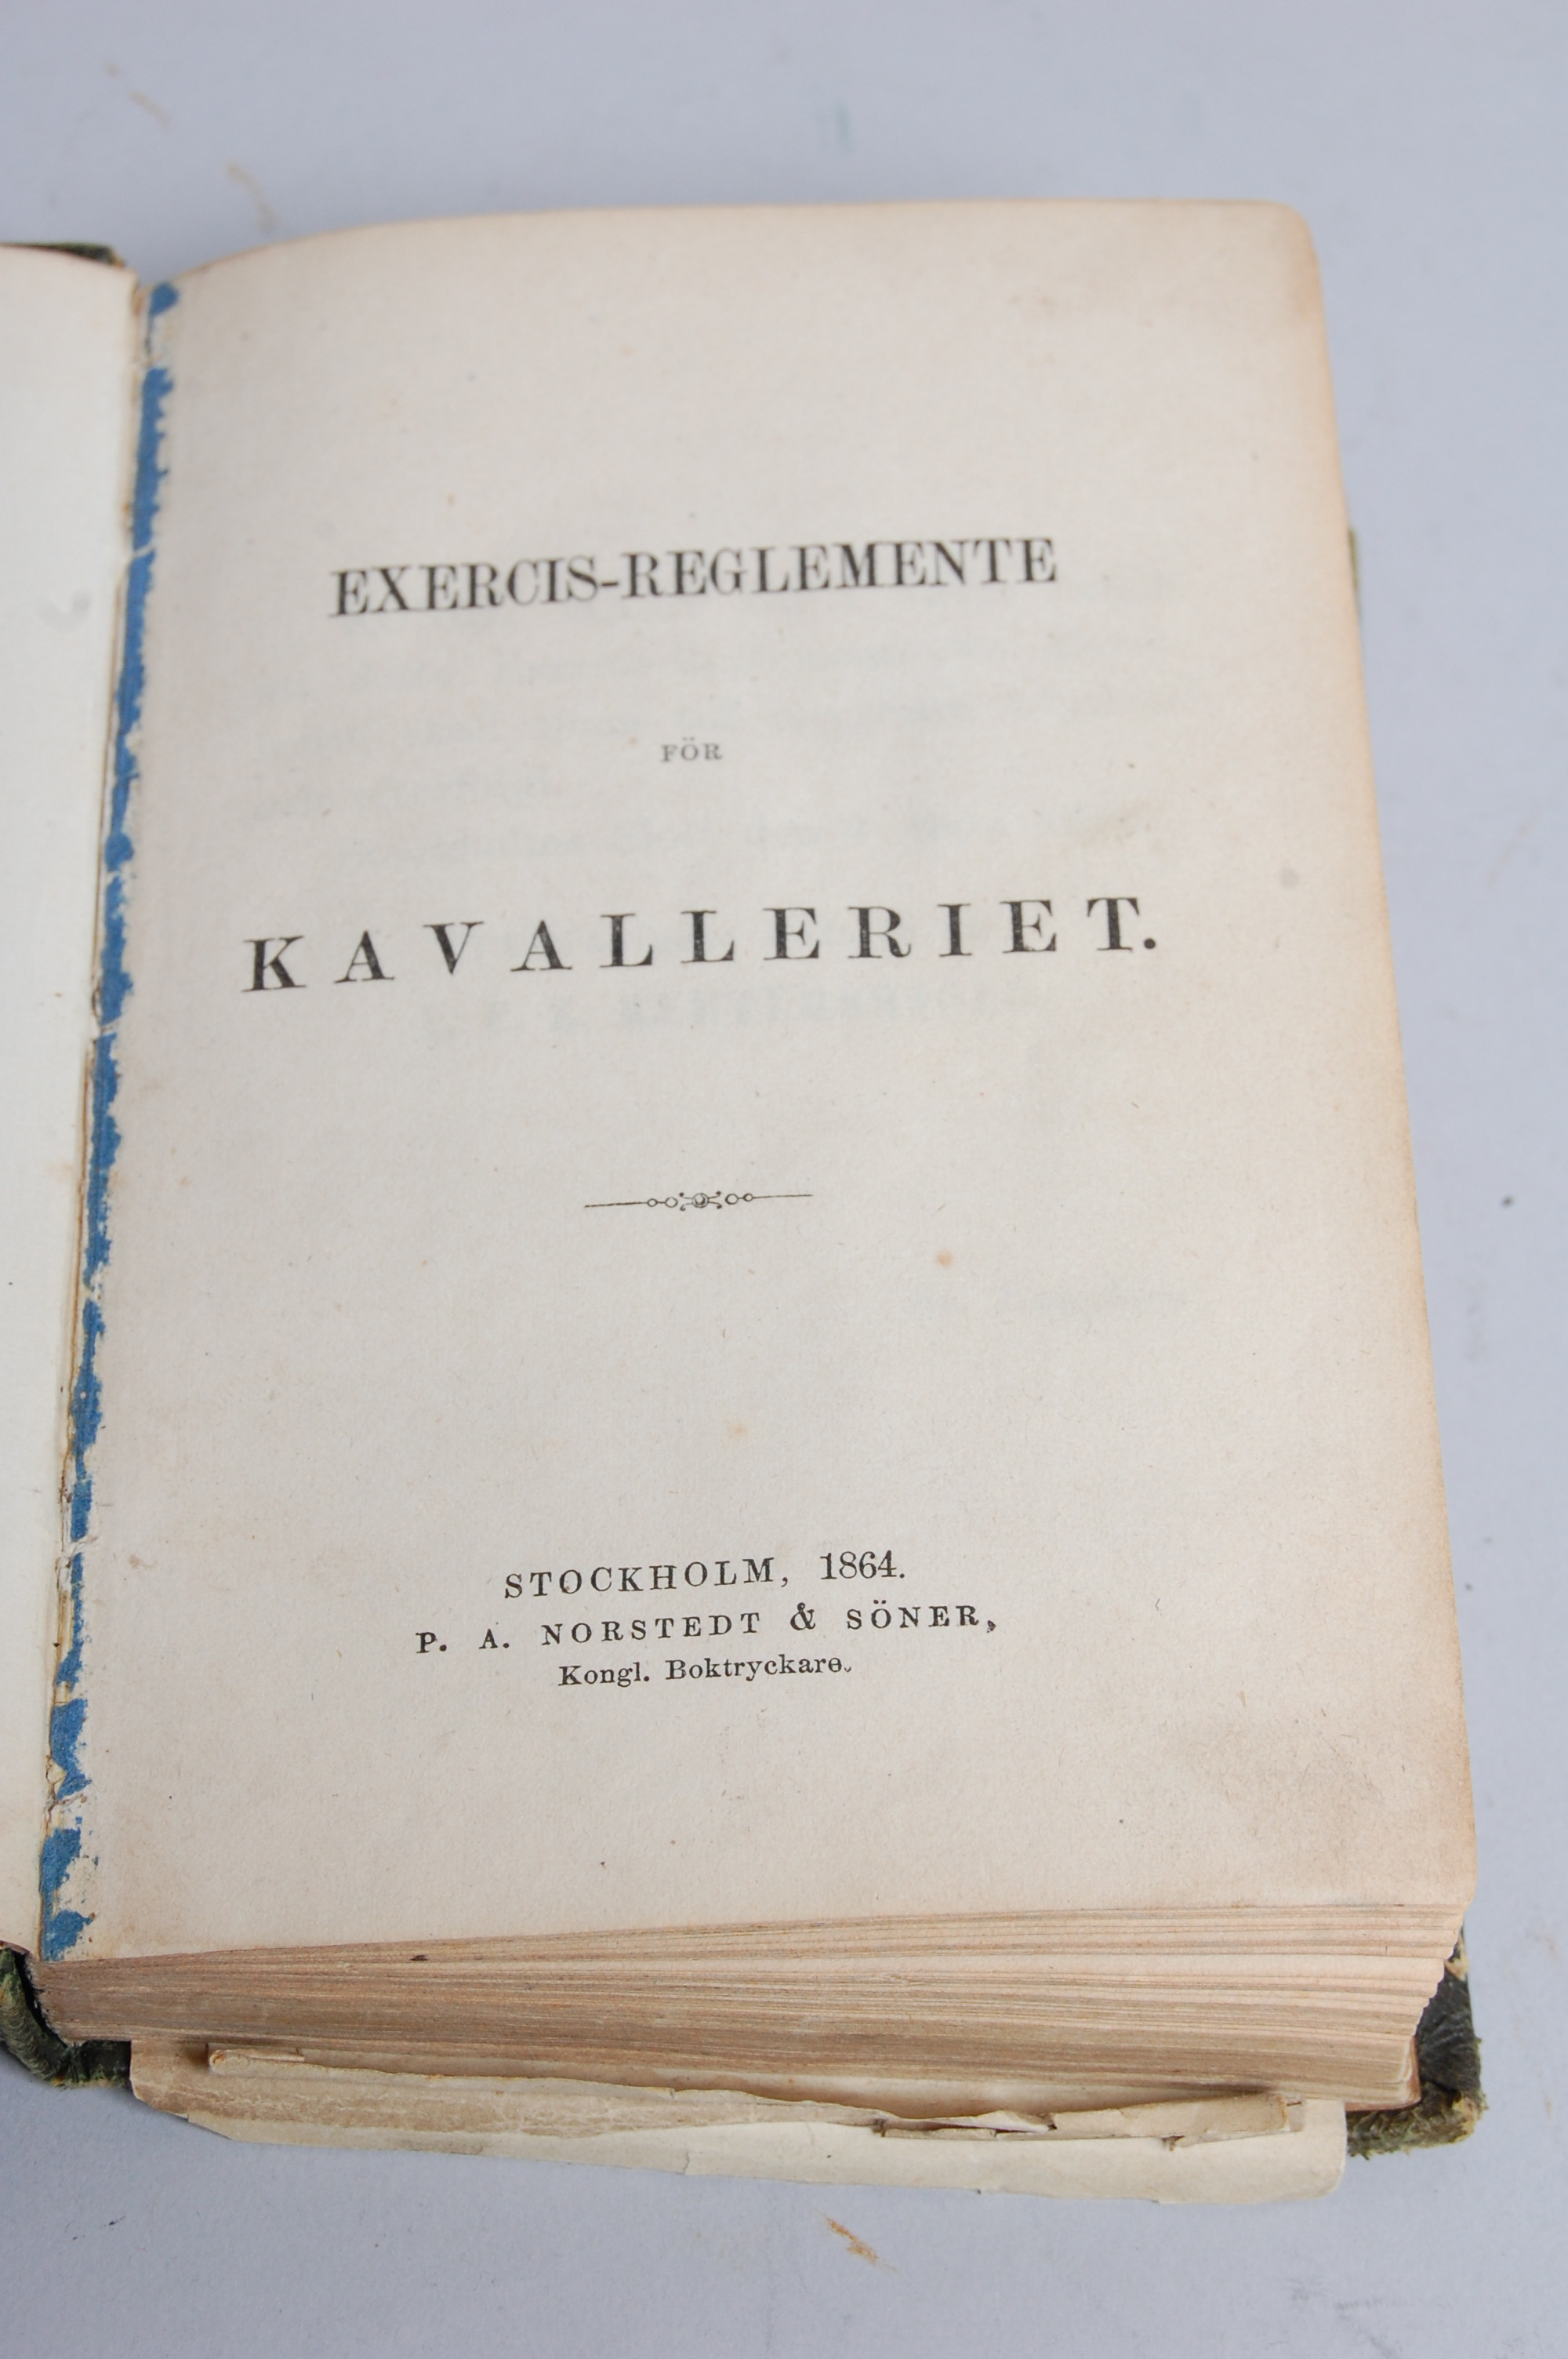 EXERCIS-REGLEMENTE
FÖR
KAVALLERIET.
STOCKHOLM, 1864.
P. A. NORSTEDT & SÖNER,
Kongl. Boktryckare.